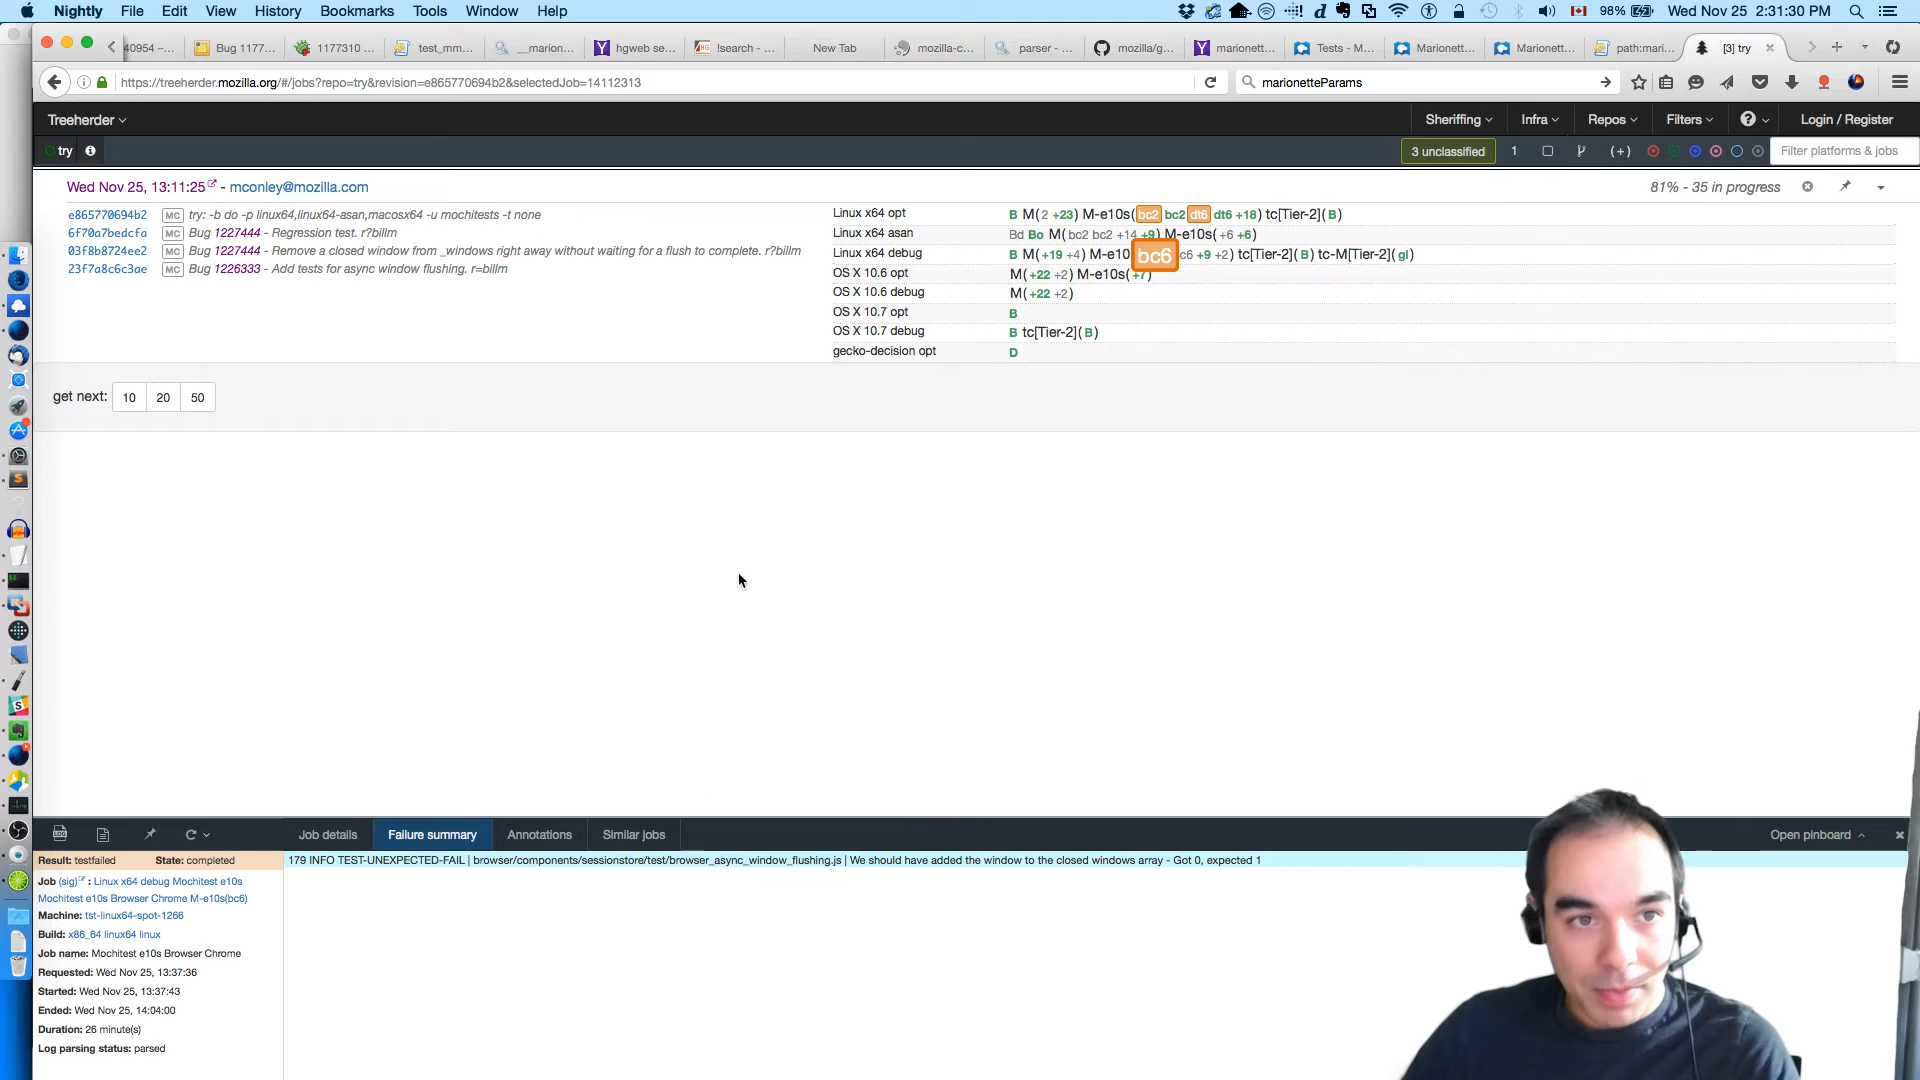 Nightly File Edit View History Bookmarks Tools Window Help
98% Wed Nov 25 2:31:30 PM
40954 –... Bug 1177... 1177310 ... test_mm... __marion... hgweb se... !search - ... New Tab mozilla-c... parser - ... mozilla/g... marionett... Tests - M... Marionett... Marionett... path:mari... [3] try
https://treeherder.mozilla.org/#/jobs?repo=try&revision=e865770694b2&selectedJob=14112313
marionetteParams
Treeherder Sheriffing Infra Repos Filters Login / Register
try 3 unclassified 1 (+) Filter platforms & jobs
Wed Nov 25, 13:11:25 - mconley@mozilla.com 81% - 35 in progress
e865770694b2 MC try: -b do -p linux64,linux64-asan,macosx64 -u mochitests -t none
6f70a7bedcfa MC Bug 1227444 - Regression test. r?billm
03f8b8724ee2 MC Bug 1227444 - Remove a closed window from _windows right away without waiting for a flush to complete. r?billm
23f7a8c6c3ae MC Bug 1226333 - Add tests for async window flushing. r=billm
Linux x64 opt B M( 2 +23) M-e10s( bc2 bc2 dt6 dt6 +18) tc[Tier-2]( B )
Linux x64 asan Bd Bo M( bc2 bc2 +14 +9) M-e10s( +6 +6)
Linux x64 debug B M( +19 +4) M-e10 bc6 c6 +9 +2) tc[Tier-2]( B ) tc-M[Tier-2]( gl )
OS X 10.6 opt M( +22 +2) M-e10s( +7)
OS X 10.6 debug M( +22 +2)
OS X 10.7 opt B
OS X 10.7 debug B tc[Tier-2]( B )
gecko-decision opt D
get next: 10 20 50
Job details Failure summary Annotations Similar jobs Open pinboard
Result: testfailed State: completed
179 INFO TEST-UNEXPECTED-FAIL | browser/components/sessionstore/test/browser_async_window_flushing.js | We should have added the window to the closed windows array - Got 0, expected 1
Job (sig) : Linux x64 debug Mochitest e10s
Mochitest e10s Browser Chrome M-e10s(bc6)
Machine: tst-linux64-spot-1266
Build: x86_64 linux64 linux
Job name: Mochitest e10s Browser Chrome
Requested: Wed Nov 25, 13:37:36
Started: Wed Nov 25, 13:37:43
Ended: Wed Nov 25, 14:04:00
Duration: 26 minute(s)
Log parsing status: parsed